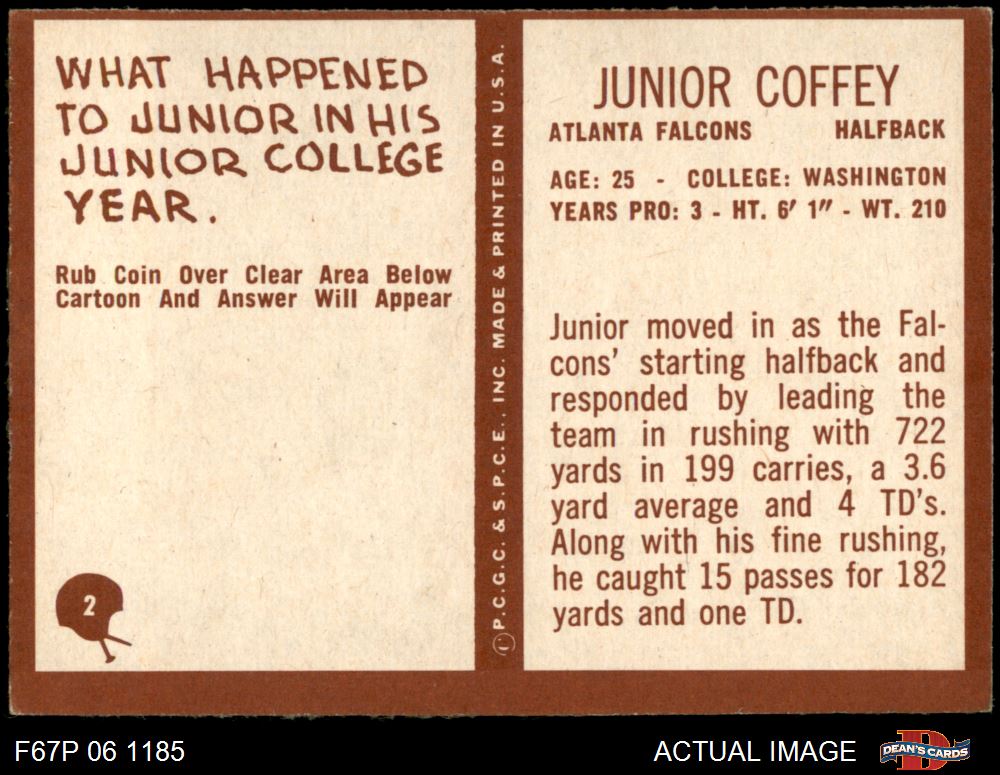 WHAT HAPPENED
TO JUNIOR IN HIS
JUNIOR COLLEGE
YEAR.
Rub Coin Over Clear Area Below
Cartoon And Answer Will Appear
2
© P.C.G.C. & S.P.C.E., INC. MADE & PRINTED IN U.S.A.
JUNIOR COFFEY
ATLANTA FALCONS HALFBACK
AGE: 25 - COLLEGE: WASHINGTON
YEARS PRO: 3 - HT. 6' 1" - WT. 210
Junior moved in as the Fal-
cons' starting halfback and
responded by leading the
team in rushing with 722
yards in 199 carries, a 3.6
yard average and 4 TD's.
Along with his fine rushing,
he caught 15 passes for 182
yards and one TD.
F67P 06 1185
ACTUAL IMAGE
D
DEAN'S CARDS